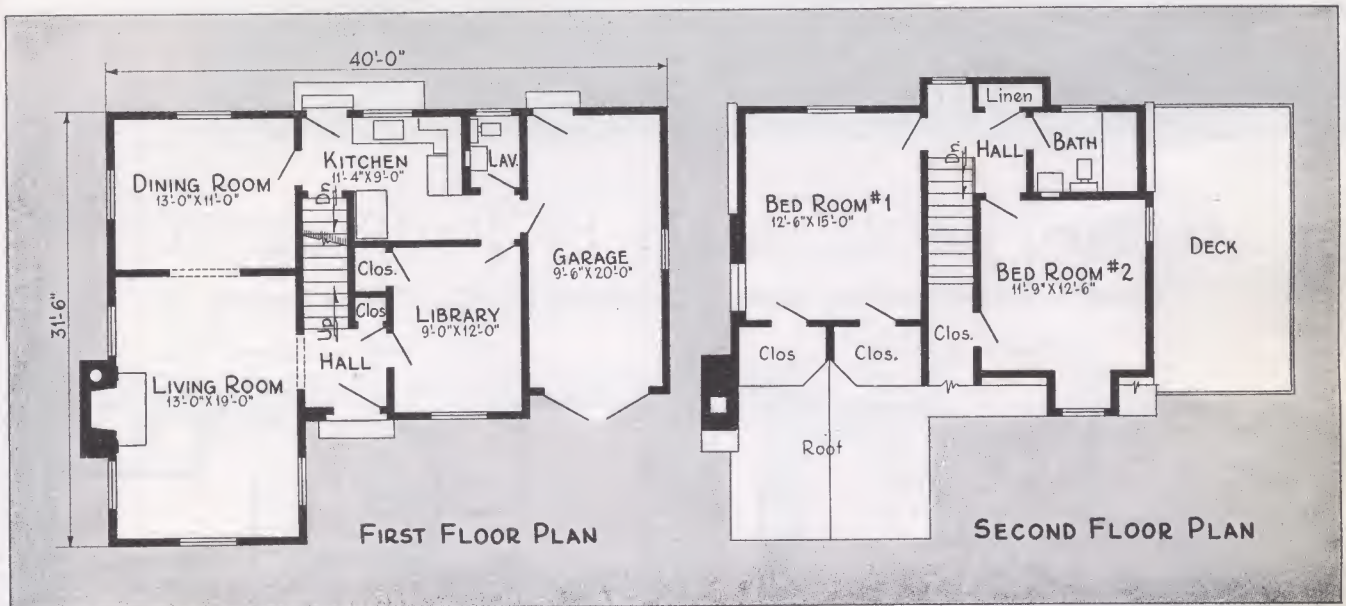 40'-0"
31'-6"
DINING ROOM
13'-0"X11'-0"
KITCHEN
11'-4"X9'-0"
LAV.
Dn
Clos.
Clos
Up
HALL
LIBRARY
9'-0"X12'-0"
GARAGE
9'-6"X20'-0"
LIVING ROOM
13'-0"X19'-0"
FIRST FLOOR PLAN
Linen
Dn.
HALL
BATH
BED ROOM #1
12'-6"X15'-0"
BED ROOM #2
11'-9"X12'-6"
DECK
Clos
Clos.
Clos.
Roof
SECOND FLOOR PLAN